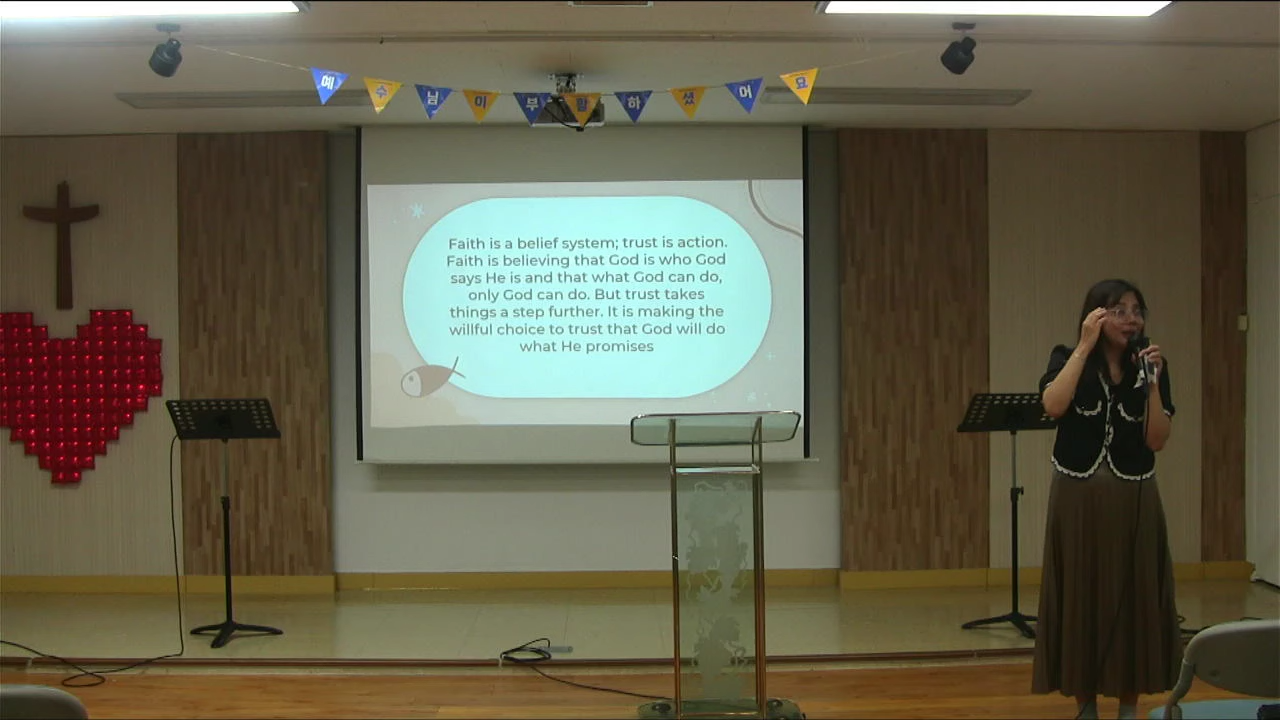 예수님이 부활하셨어요
Faith is a belief system; trust is action.
Faith is believing that God is who God
says He is and that what God can do,
only God can do. But trust takes
things a step further. It is making the
willful choice to trust that God will do
what He promises